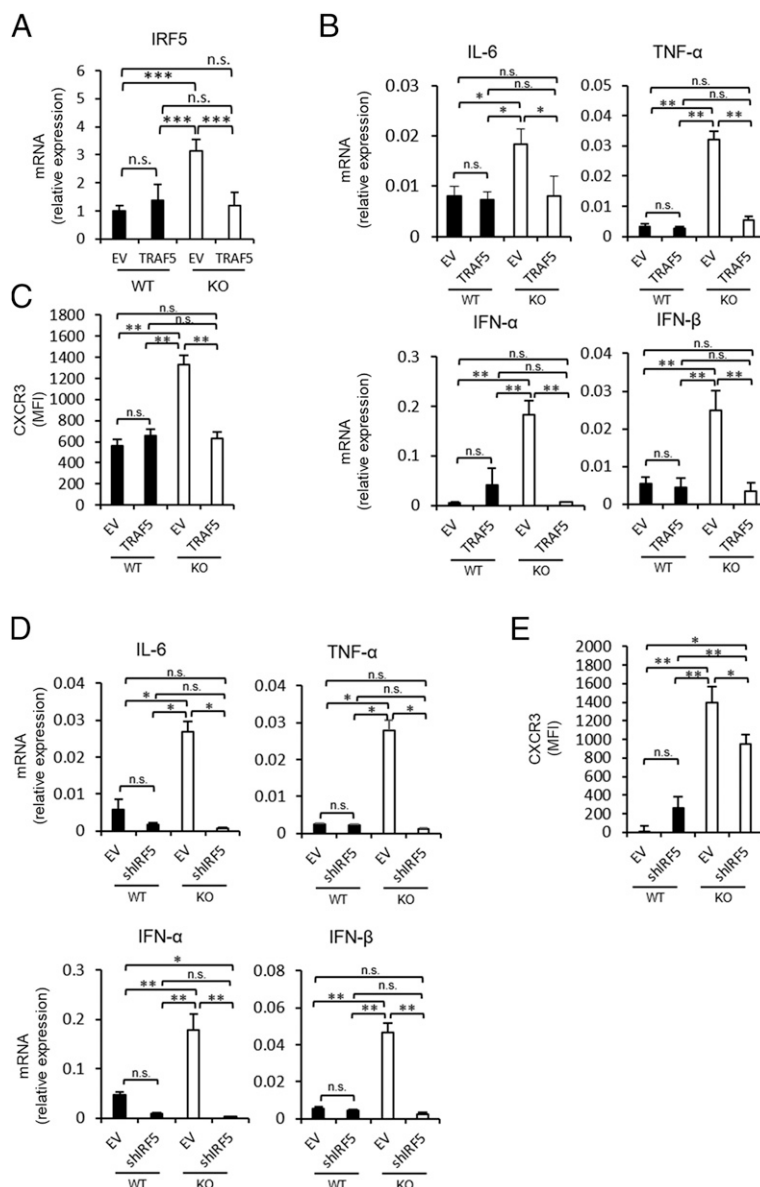 A
IRF5
mRNA
(relative expression)
6
5
4
3
2
1
0
n.s.
***
n.s.
*** ***
n.s.
EV TRAF5 EV TRAF5
WT KO
B
IL-6
mRNA
(relative expression)
0.03
0.02
0.01
0
n.s.
n.s.
*
* *
n.s.
EV TRAF5 EV TRAF5
WT KO
TNF-α
0.05
0.04
0.03
0.02
0.01
0
n.s.
n.s.
** **
**
n.s.
EV TRAF5 EV TRAF5
WT KO
IFN-α
mRNA
(relative expression)
0.3
0.2
0.1
0
n.s.
n.s.
**
** **
n.s.
EV TRAF5 EV TRAF5
WT KO
IFN-β
0.04
0.03
0.02
0.01
0
n.s.
n.s.
**
** **
n.s.
EV TRAF5 EV TRAF5
WT KO
C
CXCR3
(MFI)
1800
1600
1400
1200
1000
800
600
400
200
0
n.s.
n.s.
**
** **
n.s.
EV TRAF5 EV TRAF5
WT KO
D
IL-6
mRNA
(relative expression)
0.04
0.03
0.02
0.01
0
n.s.
n.s.
*
* *
n.s.
EV shIRF5 EV shIRF5
WT KO
TNF-α
0.04
0.03
0.02
0.01
0
n.s.
n.s.
*
* *
n.s.
EV shIRF5 EV shIRF5
WT KO
IFN-α
mRNA
(relative expression)
0.3
0.2
0.1
0
*
n.s.
**
** **
n.s.
EV shIRF5 EV shIRF5
WT KO
IFN-β
0.08
0.06
0.04
0.02
0
n.s.
n.s.
**
** **
n.s.
EV shIRF5 EV shIRF5
WT KO
E
CXCR3
(MFI)
2000
1800
1600
1400
1200
1000
800
600
400
200
0
*
**
**
** *
n.s.
EV shIRF5 EV shIRF5
WT KO